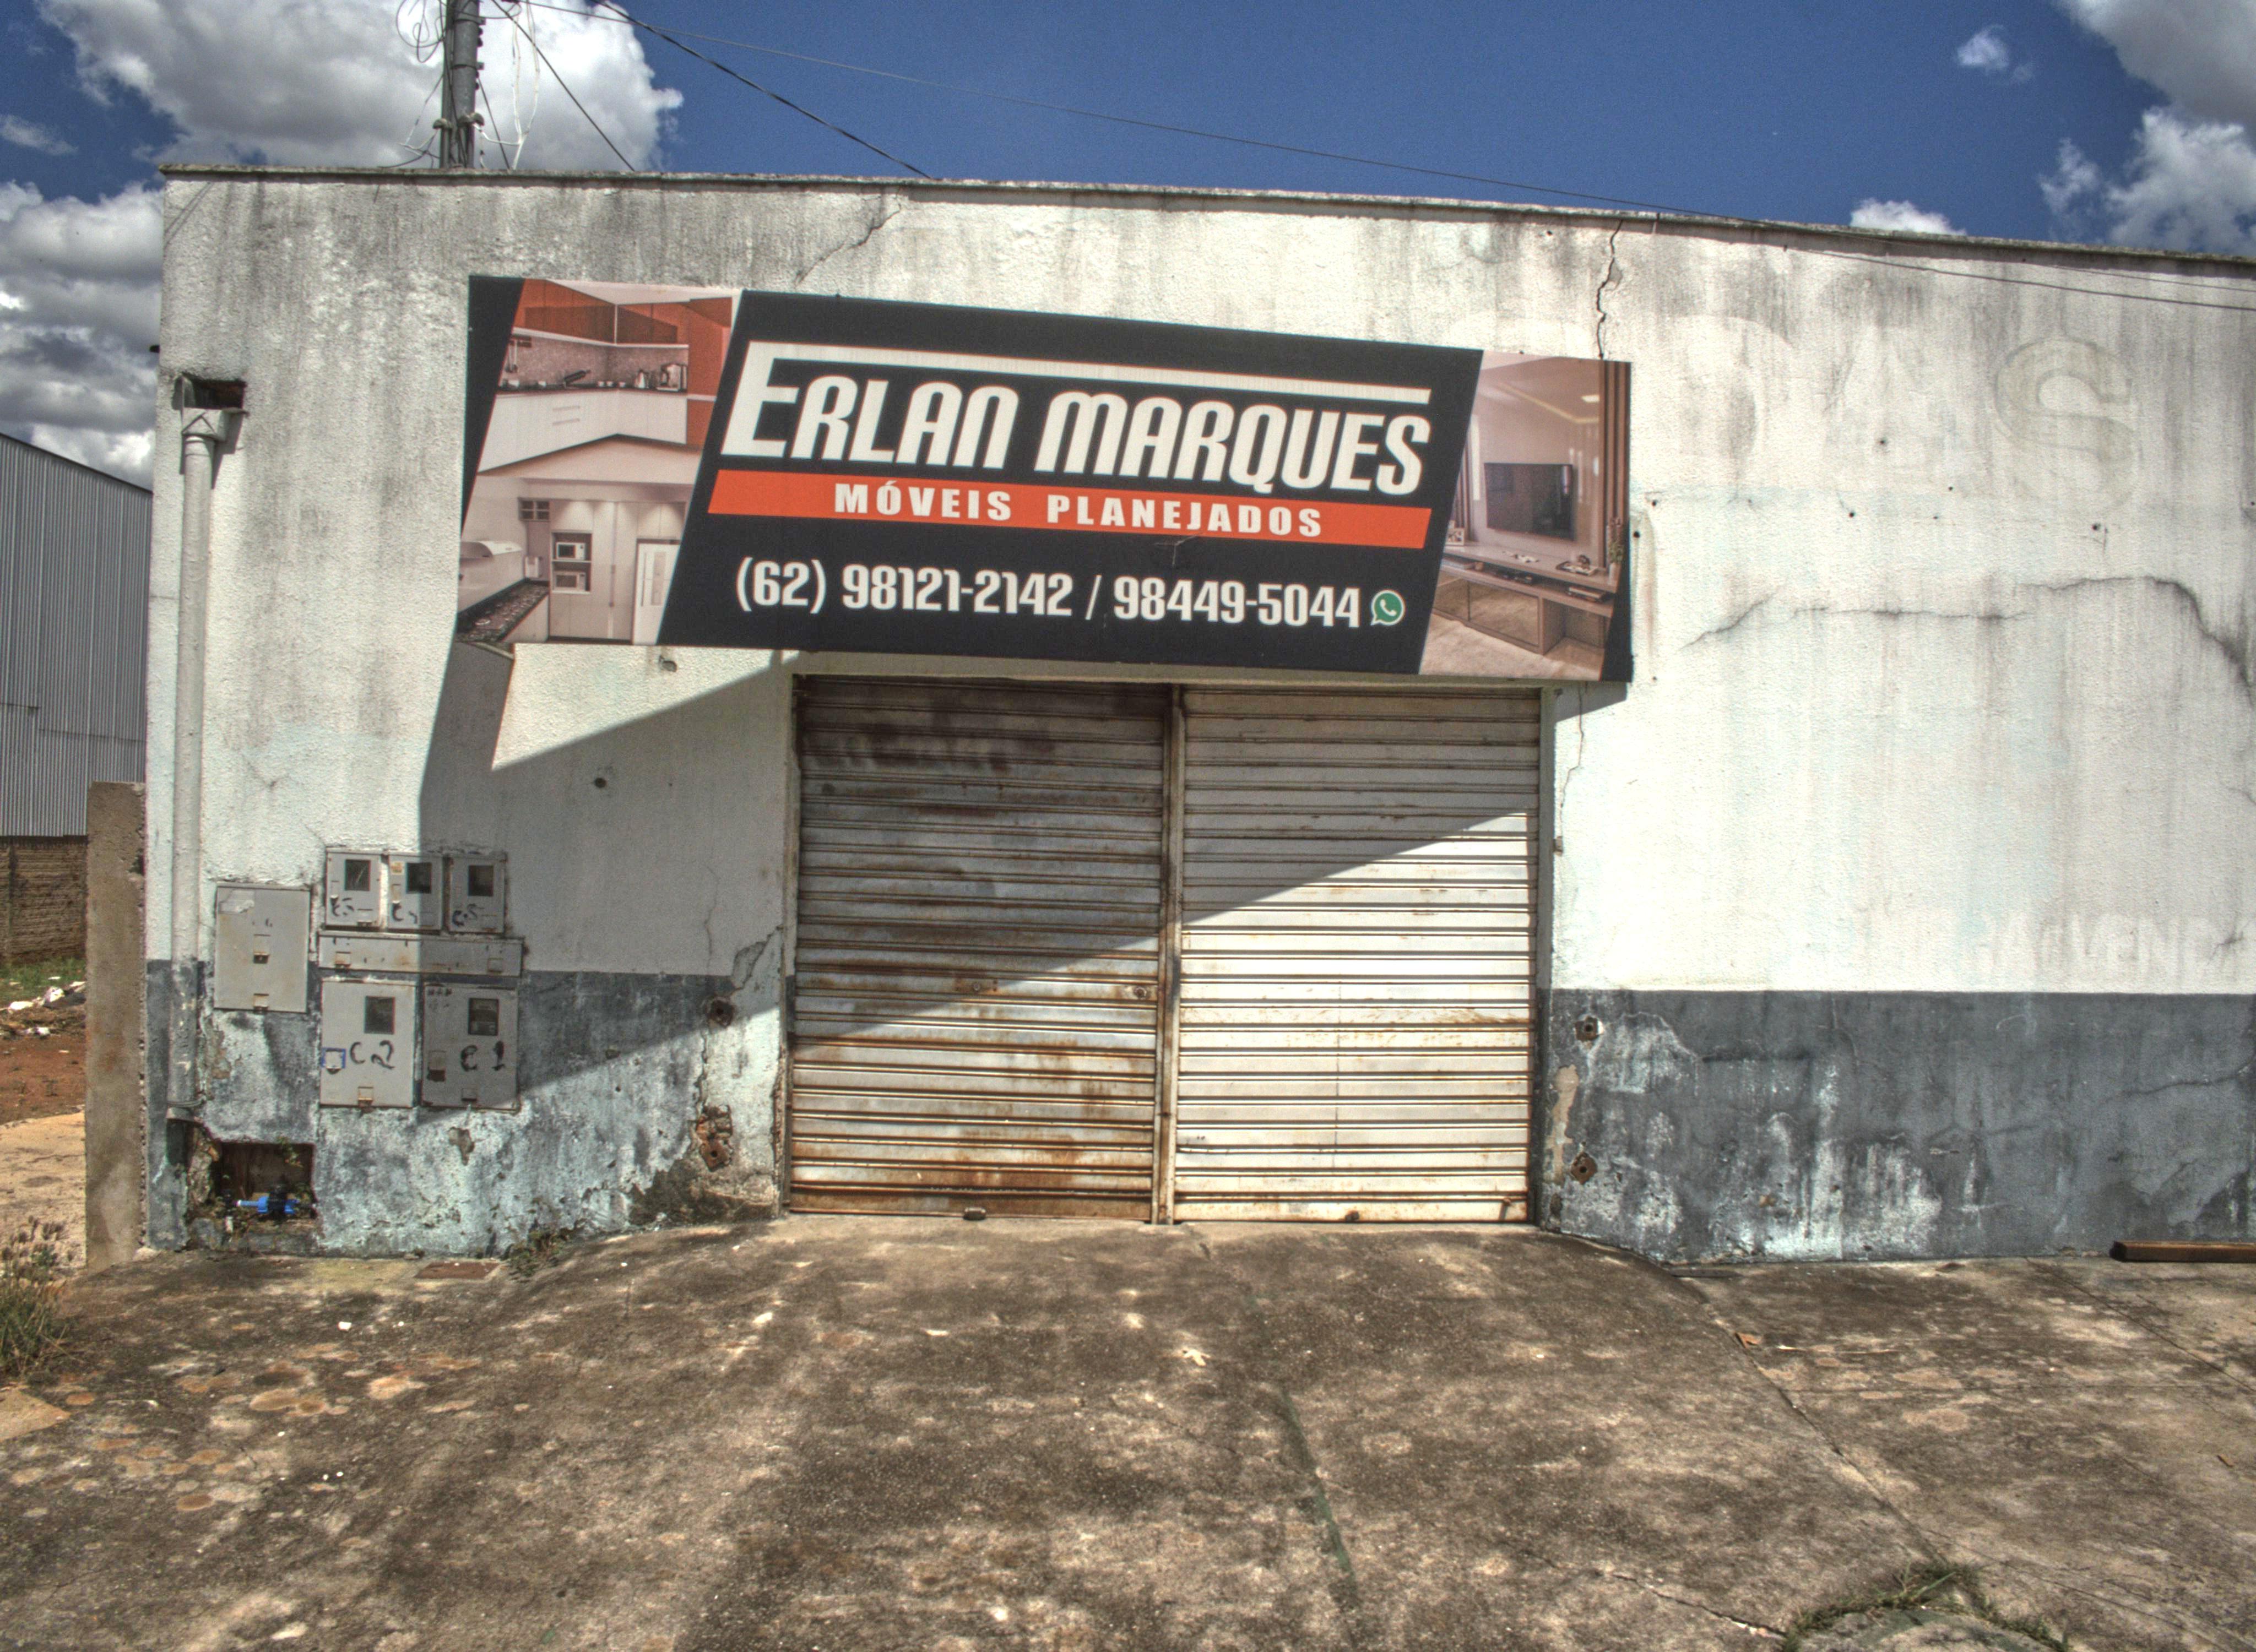 ERLAN MARQUES
MÓVEIS PLANEJADOS
(62) 98121-2142 / 98449-5044
C2
C1